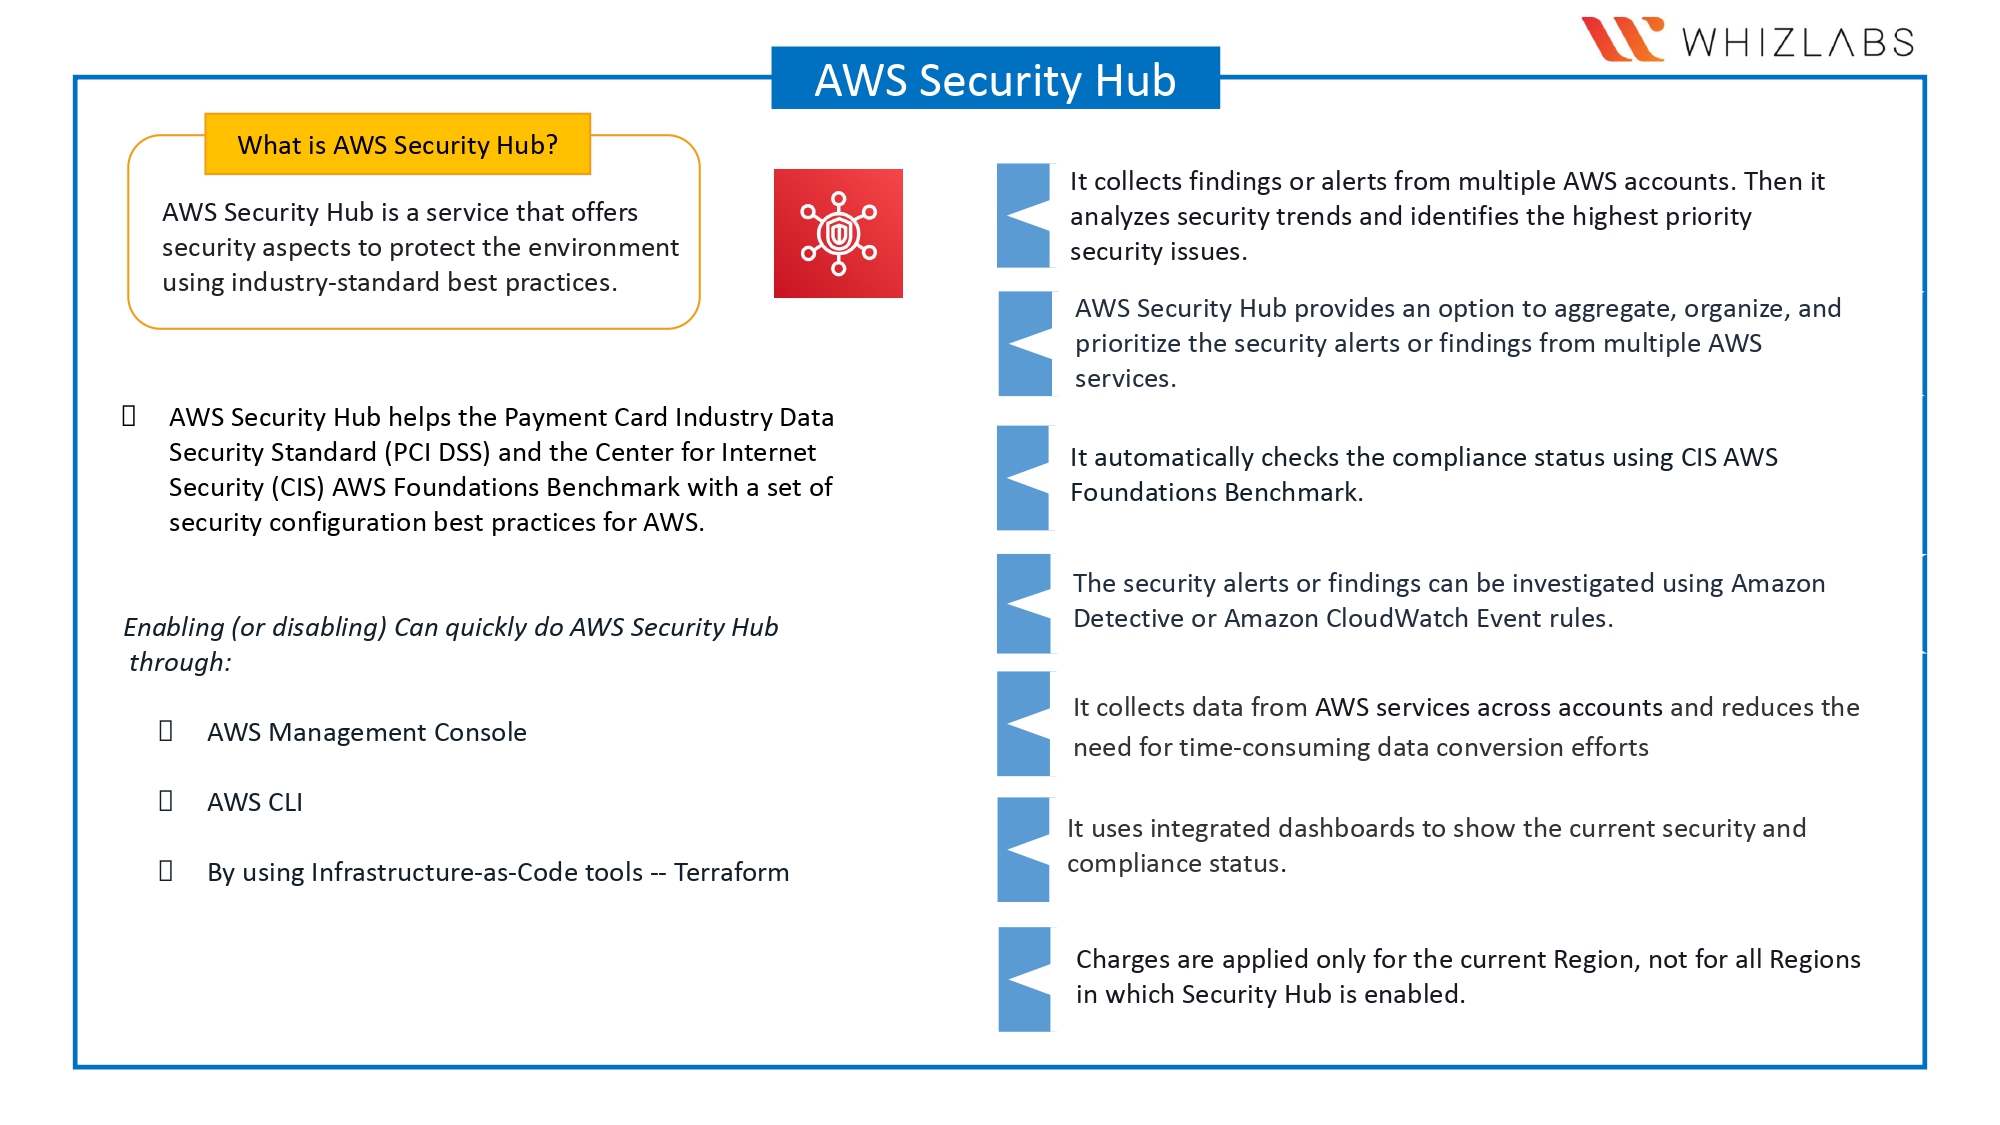 WHIZLABS
AWS Security Hub
What is AWS Security Hub?
AWS Security Hub is a service that offers
security aspects to protect the environment
using industry-standard best practices.
AWS Security Hub helps the Payment Card Industry Data
Security Standard (PCI DSS) and the Center for Internet
Security (CIS) AWS Foundations Benchmark with a set of
security configuration best practices for AWS.
Enabling (or disabling) Can quickly do AWS Security Hub
through:
AWS Management Console
AWS CLI
By using Infrastructure-as-Code tools -- Terraform
It collects findings or alerts from multiple AWS accounts. Then it
analyzes security trends and identifies the highest priority
security issues.
AWS Security Hub provides an option to aggregate, organize, and
prioritize the security alerts or findings from multiple AWS
services.
It automatically checks the compliance status using CIS AWS
Foundations Benchmark.
The security alerts or findings can be investigated using Amazon
Detective or Amazon CloudWatch Event rules.
It collects data from AWS services across accounts and reduces the
need for time-consuming data conversion efforts
It uses integrated dashboards to show the current security and
compliance status.
Charges are applied only for the current Region, not for all Regions
in which Security Hub is enabled.